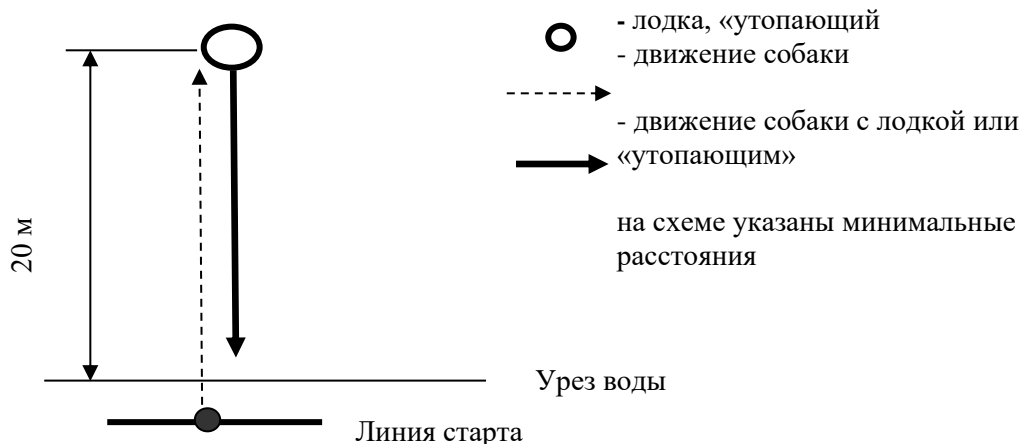 - лодка, «утопающий
- движение собаки
- движение собаки с лодкой или
«утопающим»
на схеме указаны минимальные
расстояния
20 м
Урез воды
Линия старта